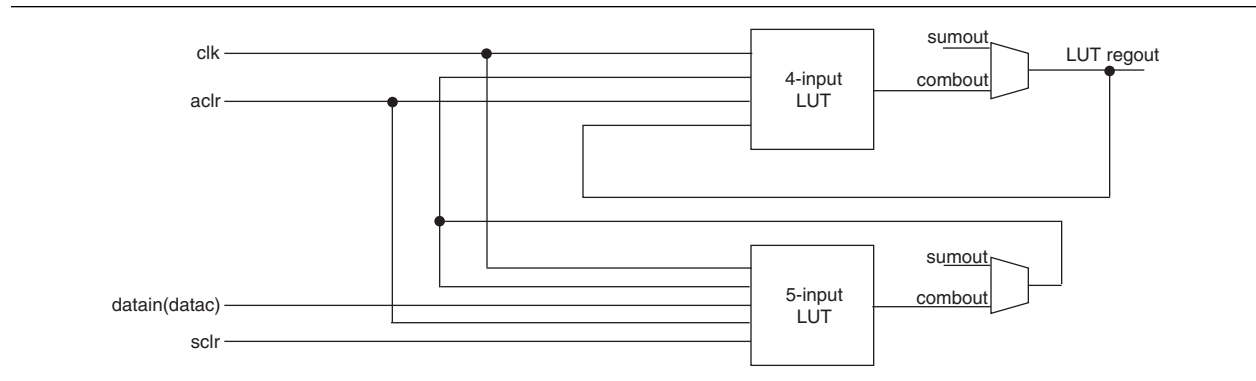 clk
aclr
4-input
LUT
sumout
combout
LUT regout
datain(datac)
sclr
5-input
LUT
sumout
combout